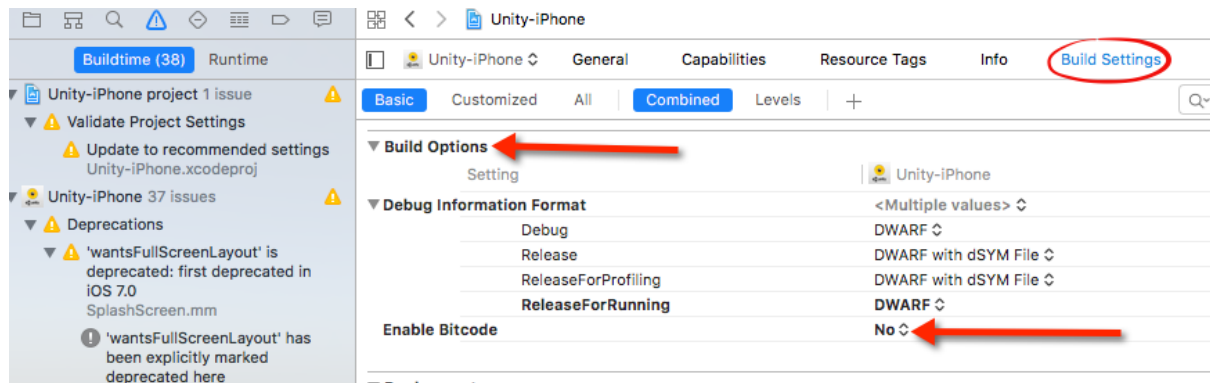 Unity-iPhone
Buildtime (38) Runtime
Unity-iPhone General Capabilities Resource Tags Info Build Settings
Unity-iPhone project 1 issue
Basic Customized All Combined Levels +
Validate Project Settings
Update to recommended settings
Unity-iPhone.xcodeproj
Unity-iPhone 37 issues
Deprecations
'wantsFullScreenLayout' is
deprecated: first deprecated in
iOS 7.0
SplashScreen.mm
'wantsFullScreenLayout' has
been explicitly marked
deprecated here
Build Options
Setting Unity-iPhone
Debug Information Format <Multiple values>
Debug DWARF
Release DWARF with dSYM File
ReleaseForProfiling DWARF with dSYM File
ReleaseForRunning DWARF
Enable Bitcode No